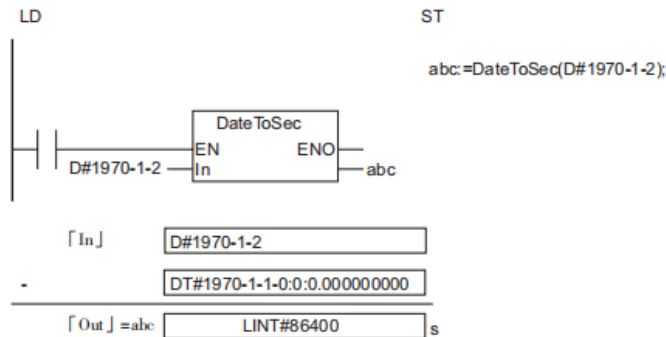 LD
ST
abc:=DateToSec(D#1970-1-2);
DateToSec
EN ENO
D#1970-1-2 In abc
「In」 D#1970-1-2
- DT#1970-1-1-0:0:0.000000000
「Out」=abc LINT#86400 s